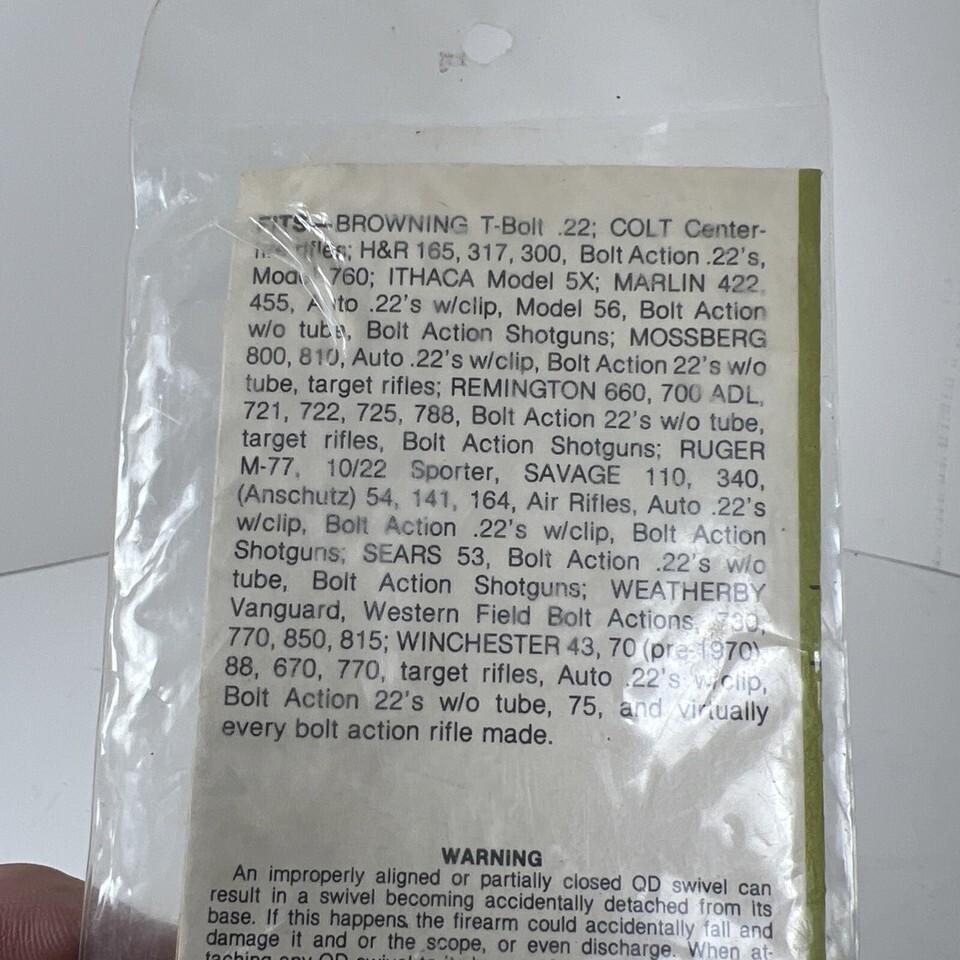 FITS—BROWNING T-Bolt .22; COLT Center-
rifles; H&R 165, 317, 300, Bolt Action .22's,
Model 760; ITHACA Model 5X; MARLIN 422,
455, Auto .22's w/clip, Model 56, Bolt Action
w/o tube, Bolt Action Shotguns; MOSSBERG
800, 810, Auto .22's w/clip, Bolt Action 22's w/o
tube, target rifles; REMINGTON 660, 700 ADL,
721, 722, 725, 788, Bolt Action 22's w/o tube,
target rifles, Bolt Action Shotguns; RUGER
M-77, 10/22 Sporter, SAVAGE 110, 340,
(Anschutz) 54, 141, 164, Air Rifles, Auto .22's
w/clip, Bolt Action .22's w/clip, Bolt Action
Shotguns; SEARS 53, Bolt Action .22's w/o
tube, Bolt Action Shotguns; WEATHERBY
Vanguard, Western Field Bolt Actions, 730,
770, 850, 815; WINCHESTER 43, 70 (pre-1970)
88, 670, 770, target rifles, Auto .22's w/clip,
Bolt Action 22's w/o tube, 75, and virtually
every bolt action rifle made.
WARNING
An improperly aligned or partially closed QD swivel can
result in a swivel becoming accidentally detached from its
base. If this happens, the firearm could accidentally fall and
damage it and or the scope, or even discharge. When at-
taching any QD swivel to its